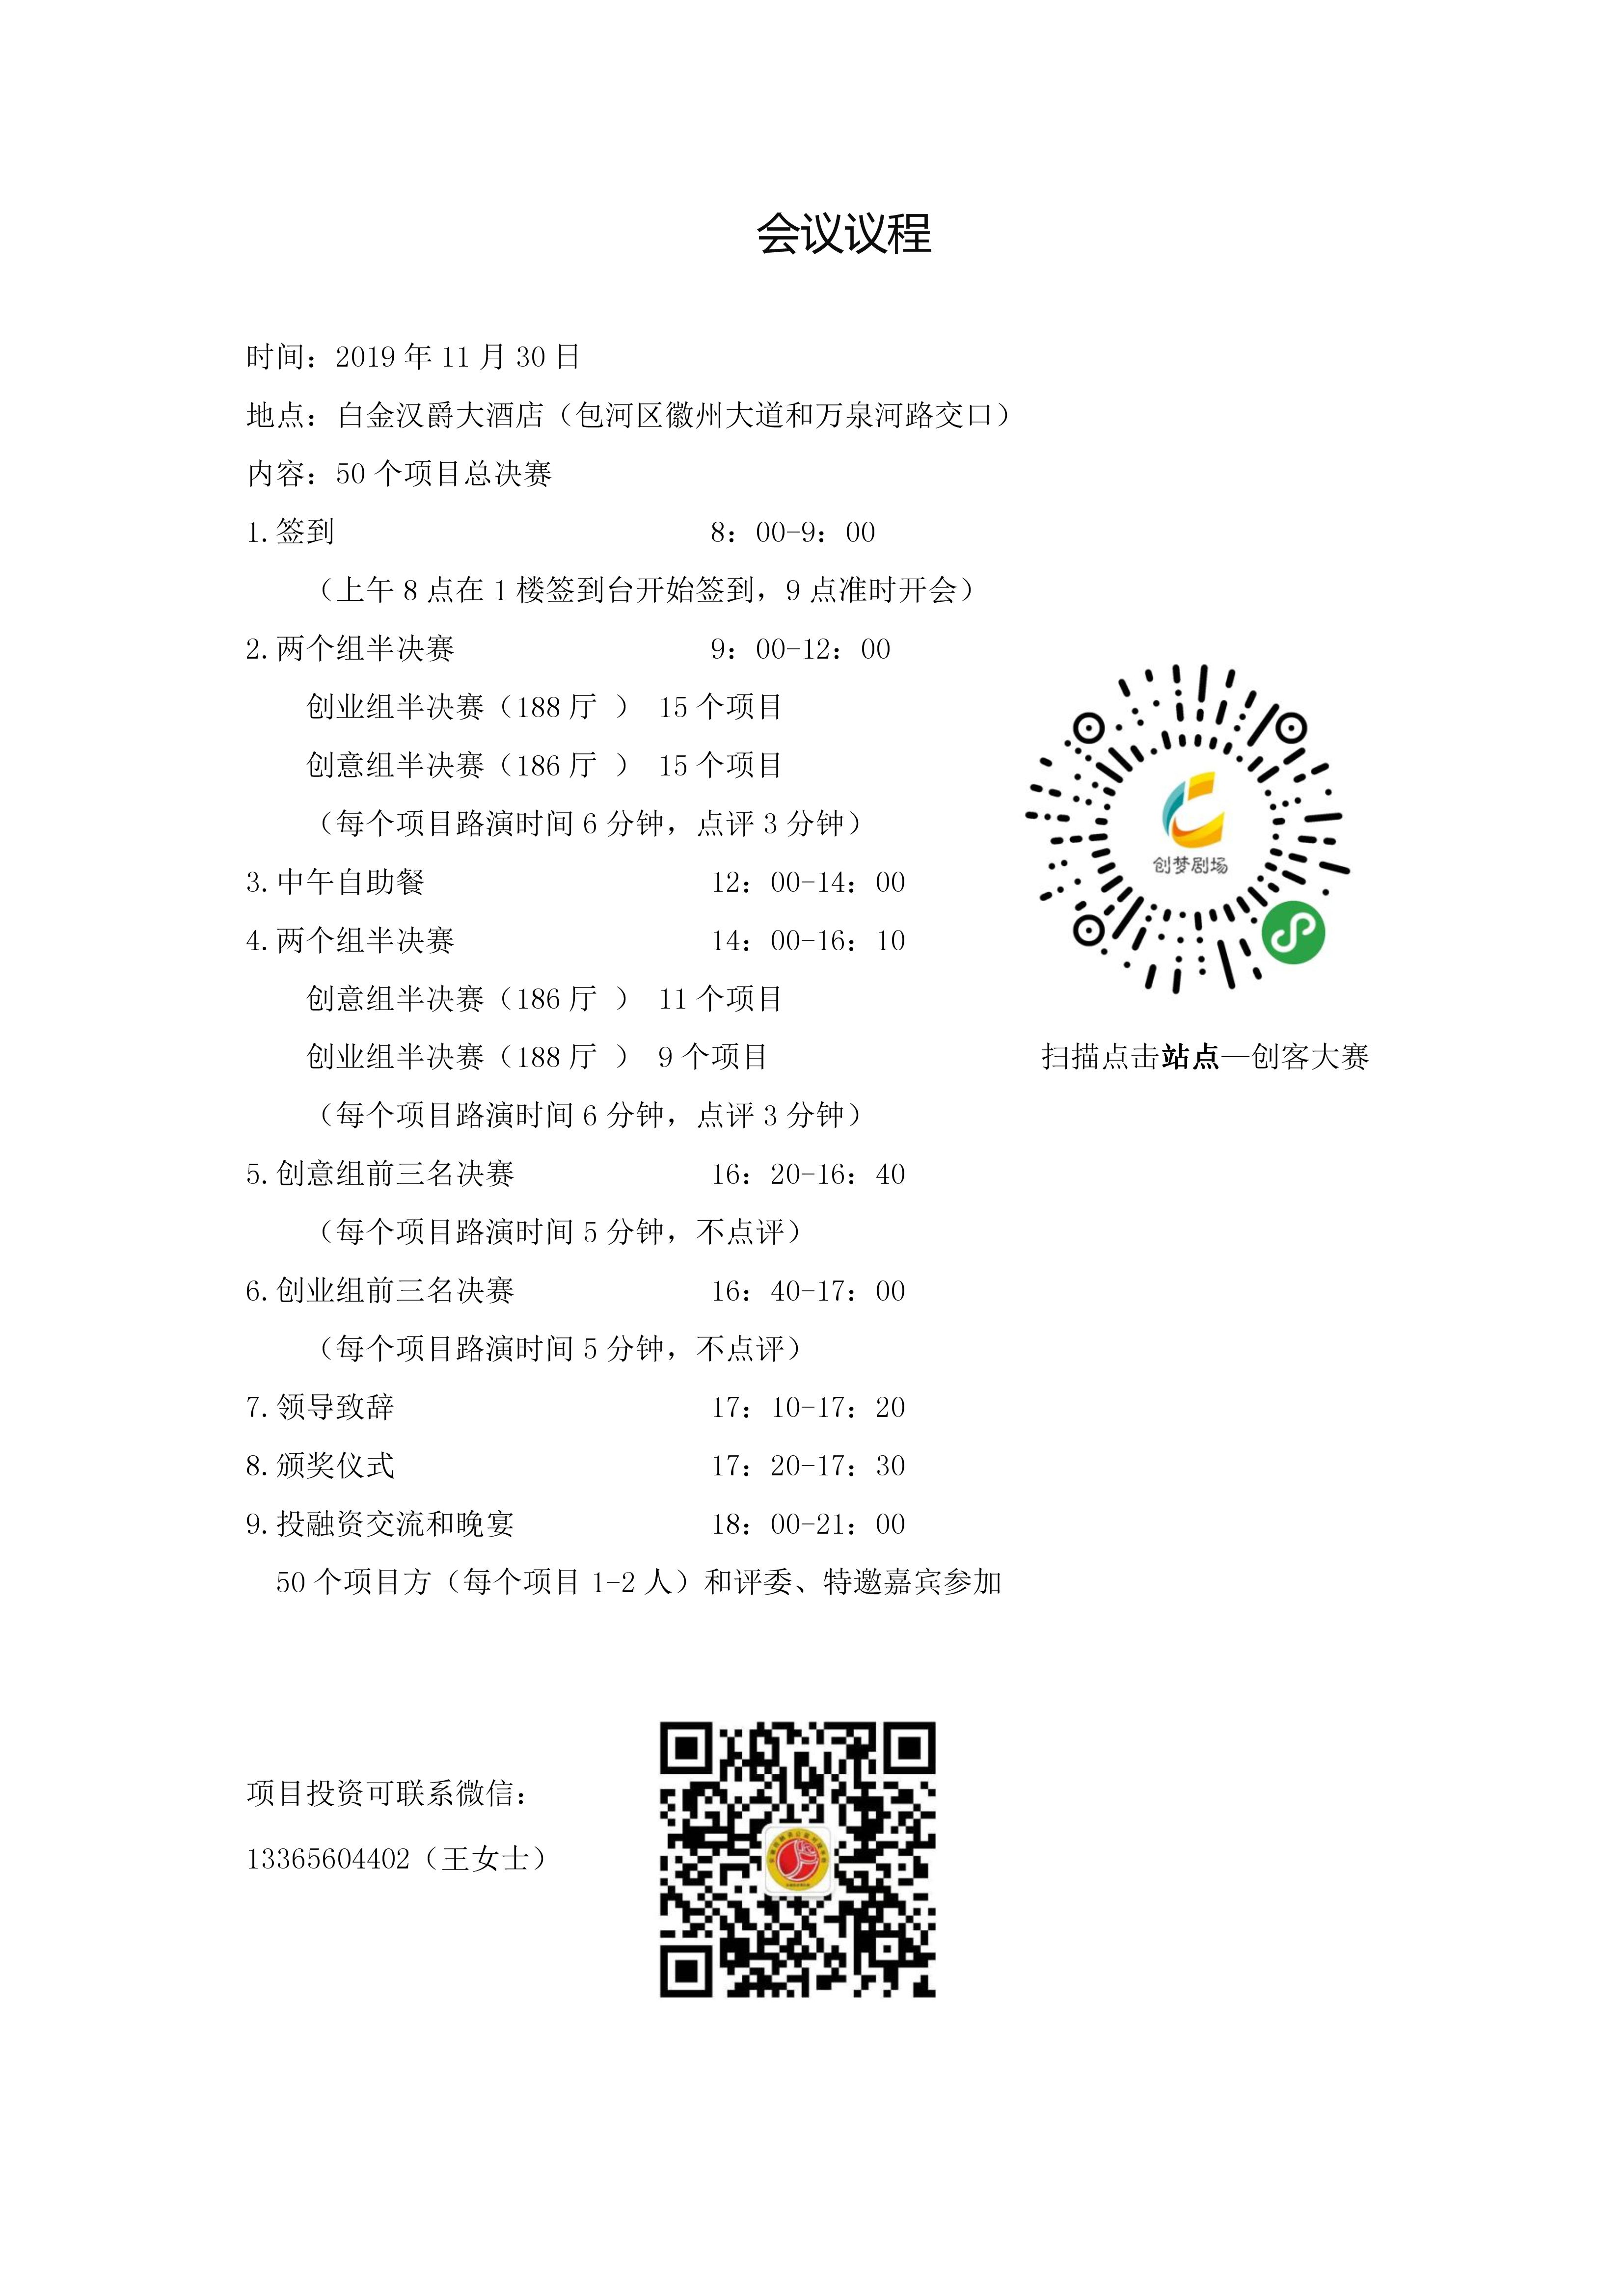 会议议程
时间：2019 年 11 月 30 日
地点：白金汉爵大酒店（包河区徽州大道和万泉河路交口）
内容：50 个项目总决赛
1.签到 8：00-9：00
（上午 8 点在 1 楼签到台开始签到，9 点准时开会）
2.两个组半决赛 9：00-12：00
创业组半决赛（188 厅 ） 15 个项目
创意组半决赛（186 厅 ） 15 个项目
（每个项目路演时间 6 分钟，点评 3 分钟）
创梦剧场
3.中午自助餐 12：00-14：00
4.两个组半决赛 14：00-16：10
创意组半决赛（186 厅 ） 11 个项目
创业组半决赛（188 厅 ） 9 个项目
扫描点击站点—创客大赛
（每个项目路演时间 6 分钟，点评 3 分钟）
5.创意组前三名决赛 16：20-16：40
（每个项目路演时间 5 分钟，不点评）
6.创业组前三名决赛 16：40-17：00
（每个项目路演时间 5 分钟，不点评）
7.领导致辞 17：10-17：20
8.颁奖仪式 17：20-17：30
9.投融资交流和晚宴 18：00-21：00
50 个项目方（每个项目 1-2 人）和评委、特邀嘉宾参加
项目投资可联系微信：
13365604402（王女士）